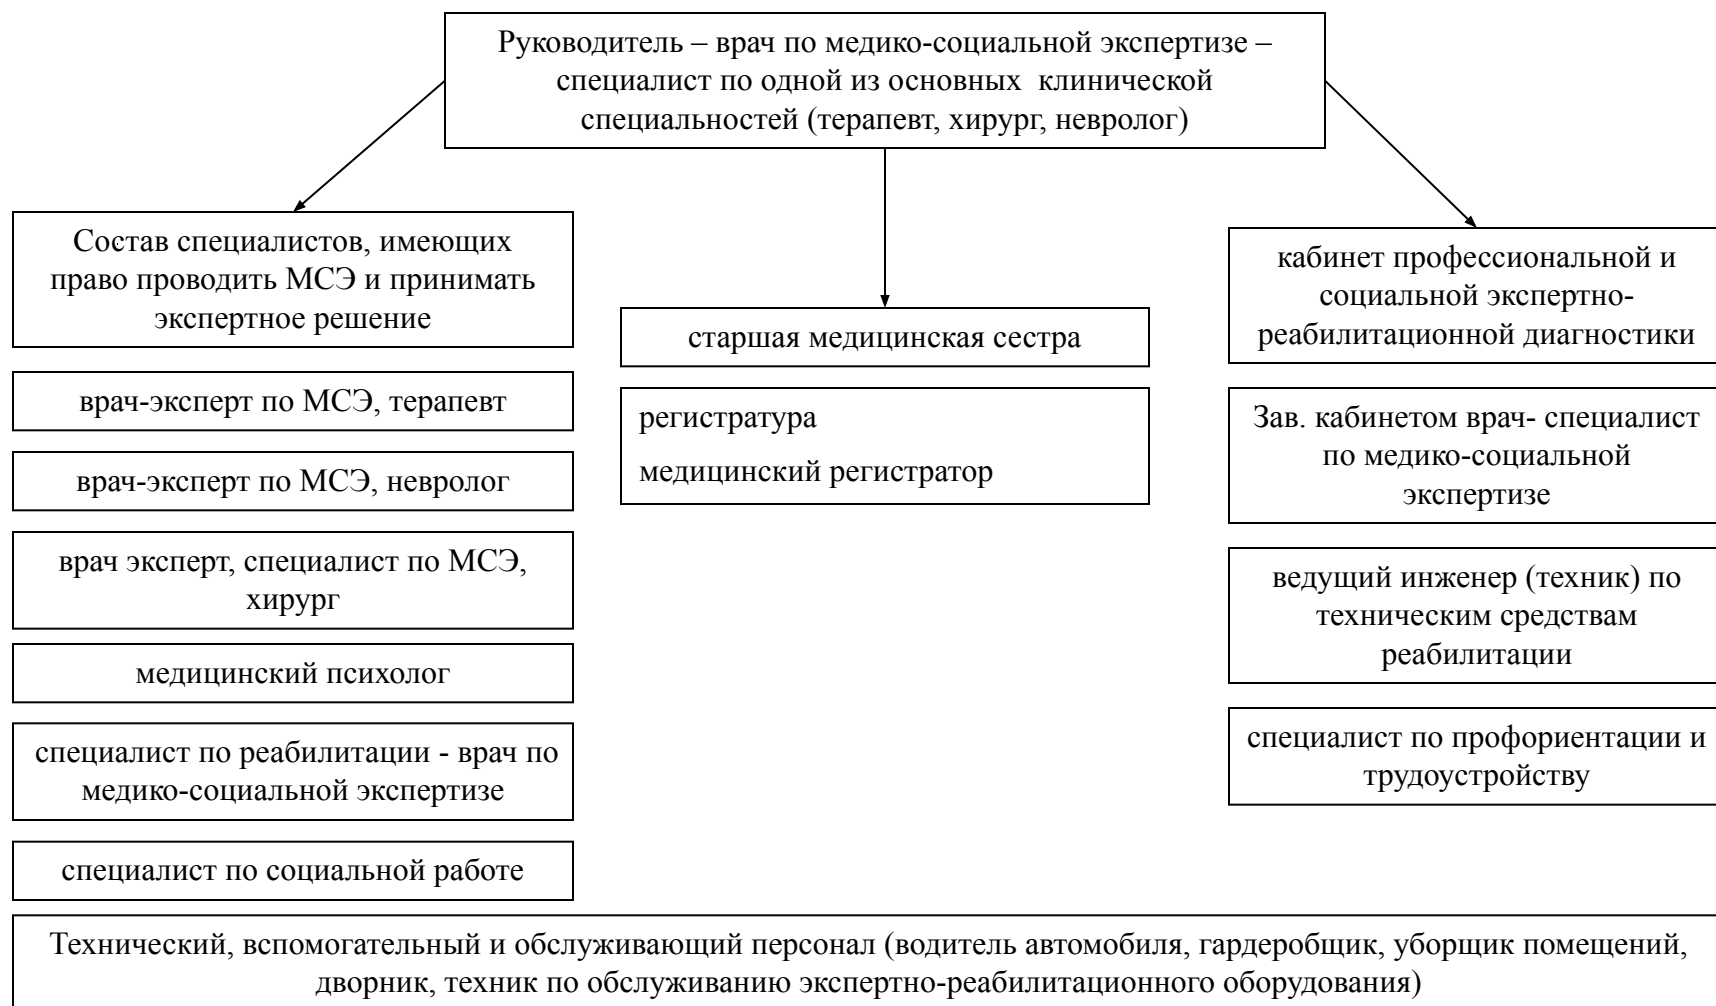 Руководитель – врач по медико-социальной экспертизе –
специалист по одной из основных клинической
специальностей (терапевт, хирург, невролог)
Состав специалистов, имеющих
право проводить МСЭ и принимать
экспертное решение
врач-эксперт по МСЭ, терапевт
врач-эксперт по МСЭ, невролог
врач эксперт, специалист по МСЭ,
хирург
медицинский психолог
специалист по реабилитации - врач по
медико-социальной экспертизе
специалист по социальной работе
старшая медицинская сестра
регистратура
медицинский регистратор
кабинет профессиональной и
социальной экспертно-
реабилитационной диагностики
Зав. кабинетом врач- специалист
по медико-социальной
экспертизе
ведущий инженер (техник) по
техническим средствам
реабилитации
специалист по профориентации и
трудоустройству
Технический, вспомогательный и обслуживающий персонал (водитель автомобиля, гардеробщик, уборщик помещений,
дворник, техник по обслуживанию экспертно-реабилитационного оборудования)